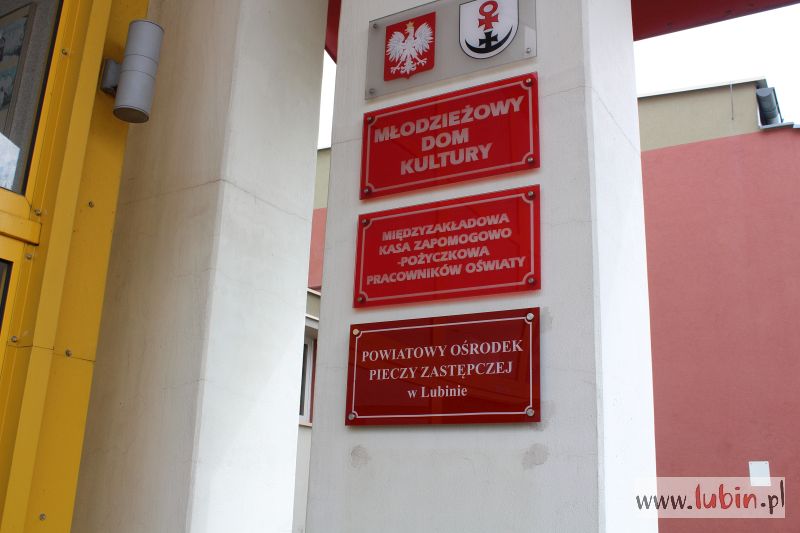 MŁODZIEŻOWY
DOM
KULTURY
MIĘDZYZAKŁADOWA
KASA ZAPOMOGOWO
-POŻYCZKOWA
PRACOWNIKÓW OŚWIATY
POWIATOWY OŚRODEK
PIECZY ZASTĘPCZEJ
w Lubinie
www.lubin.pl